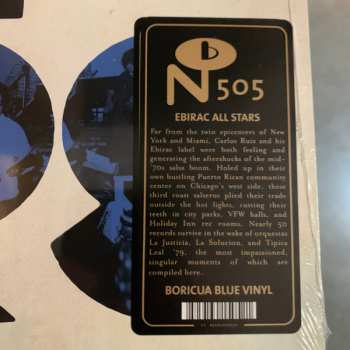 b
N 505
EBIRAC ALL STARS
Far from the twin epicenters of New
York and Miami, Carlos Ruiz and his
Ebirac label were both feeling and
generating the aftershocks of the mid-
'70s salsa boom. Holed up in their
own bustling Puerto Rican community
center on Chicago's west side, these
third coast salseros plied their trade
outside the hot lights, cutting their
teeth in city parks, VFW halls, and
Holiday Inn rec rooms. Nearly 50
records survive in the wake of orquestas
La Justicia, La Solucion, and Tipica
Leal '79, the most impassioned,
singular moments of which are
compiled here.
BORICUA BLUE VINYL